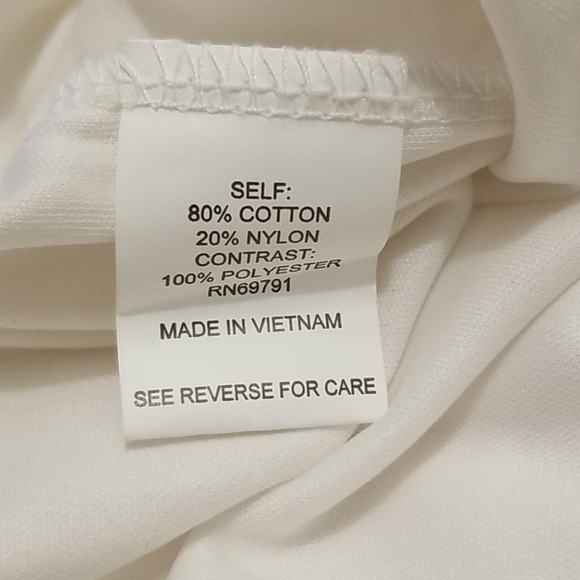 SELF:
80% COTTON
20% NYLON
CONTRAST:
100% POLYESTER
RN69791
MADE IN VIETNAM
SEE REVERSE FOR CARE